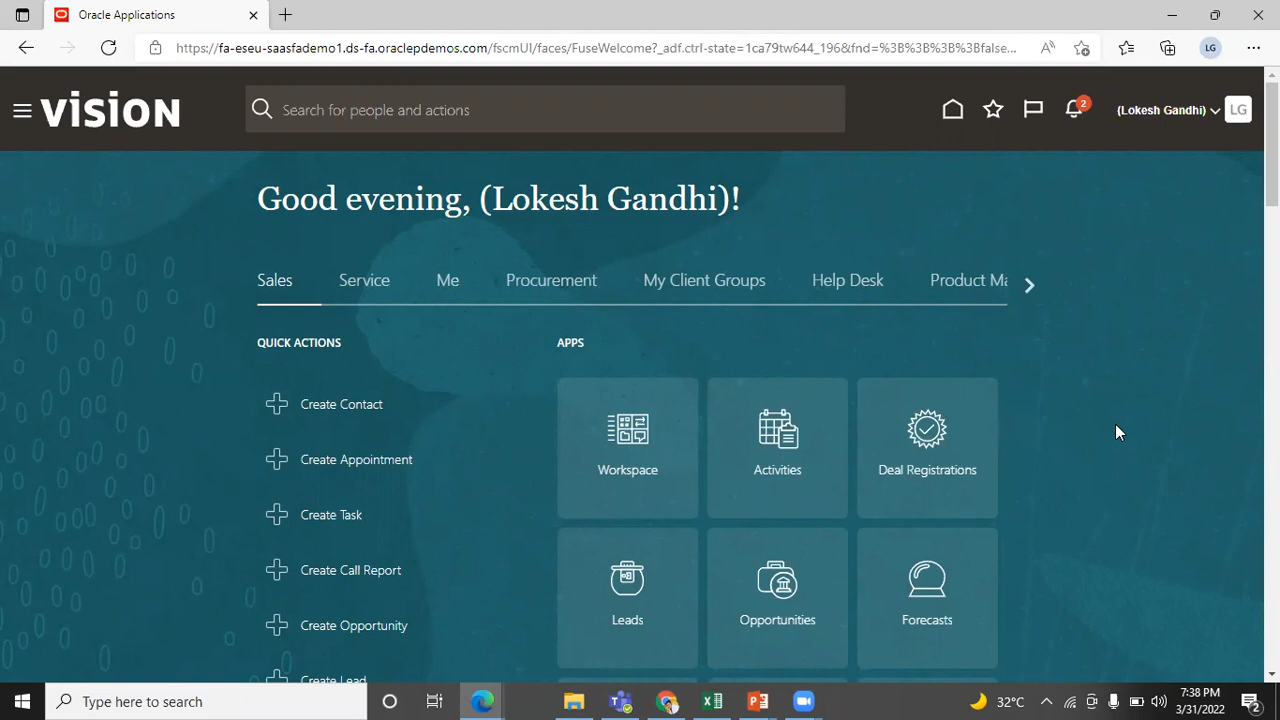 Oracle Applications
https://fa-eseu-saasfademo1.ds-fa.oraclepdemos.com/fscmUI/faces/FuseWelcome?_adf.ctrl-state=1ca79tw644_196&fnd=%3B%3B%3B%3Bfalse...
LG
VISION
Search for people and actions
2
(Lokesh Gandhi)
LG
Good evening, (Lokesh Gandhi)!
Sales Service Me Procurement My Client Groups Help Desk Product Ma
QUICK ACTIONS
Create Contact
Create Appointment
Create Task
Create Call Report
Create Opportunity
Create Lead
APPS
Workspace
Activities
Deal Registrations
Leads
Opportunities
Forecasts
Type here to search
32°C
7:38 PM
3/31/2022
2